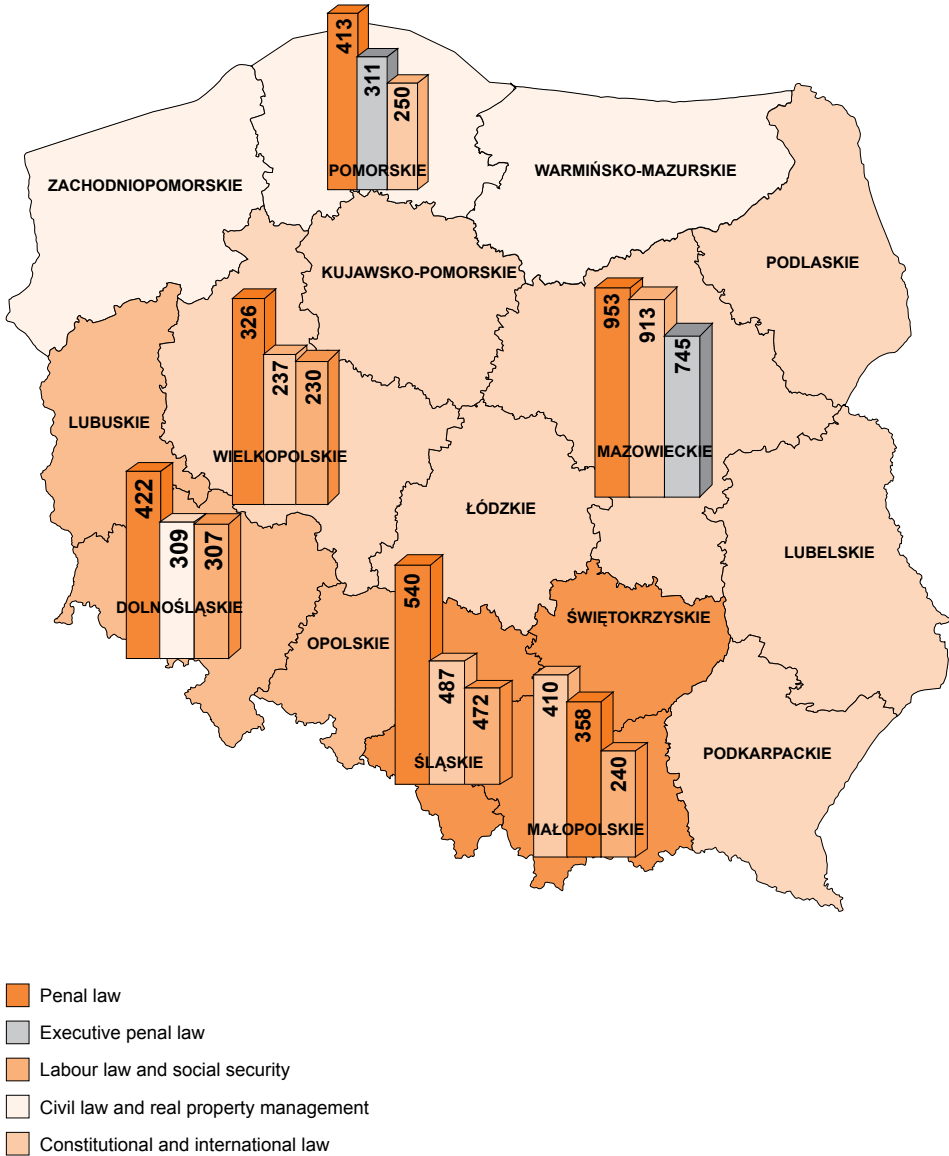 413
311
250
POMORSKIE
ZACHODNIOPOMORSKIE
WARMIŃSKO-MAZURSKIE
KUJAWSKO-POMORSKIE
PODLASKIE
326
237
230
WIELKOPOLSKIE
953
913
745
MAZOWIECKIE
LUBUSKIE
422
309
307
DOLNOŚLĄSKIE
ŁÓDZKIE
LUBELSKIE
OPOLSKIE
540
487
472
ŚLĄSKIE
ŚWIĘTOKRZYSKIE
410
358
240
MAŁOPOLSKIE
PODKARPACKIE
Penal law
Executive penal law
Labour law and social security
Civil law and real property management
Constitutional and international law